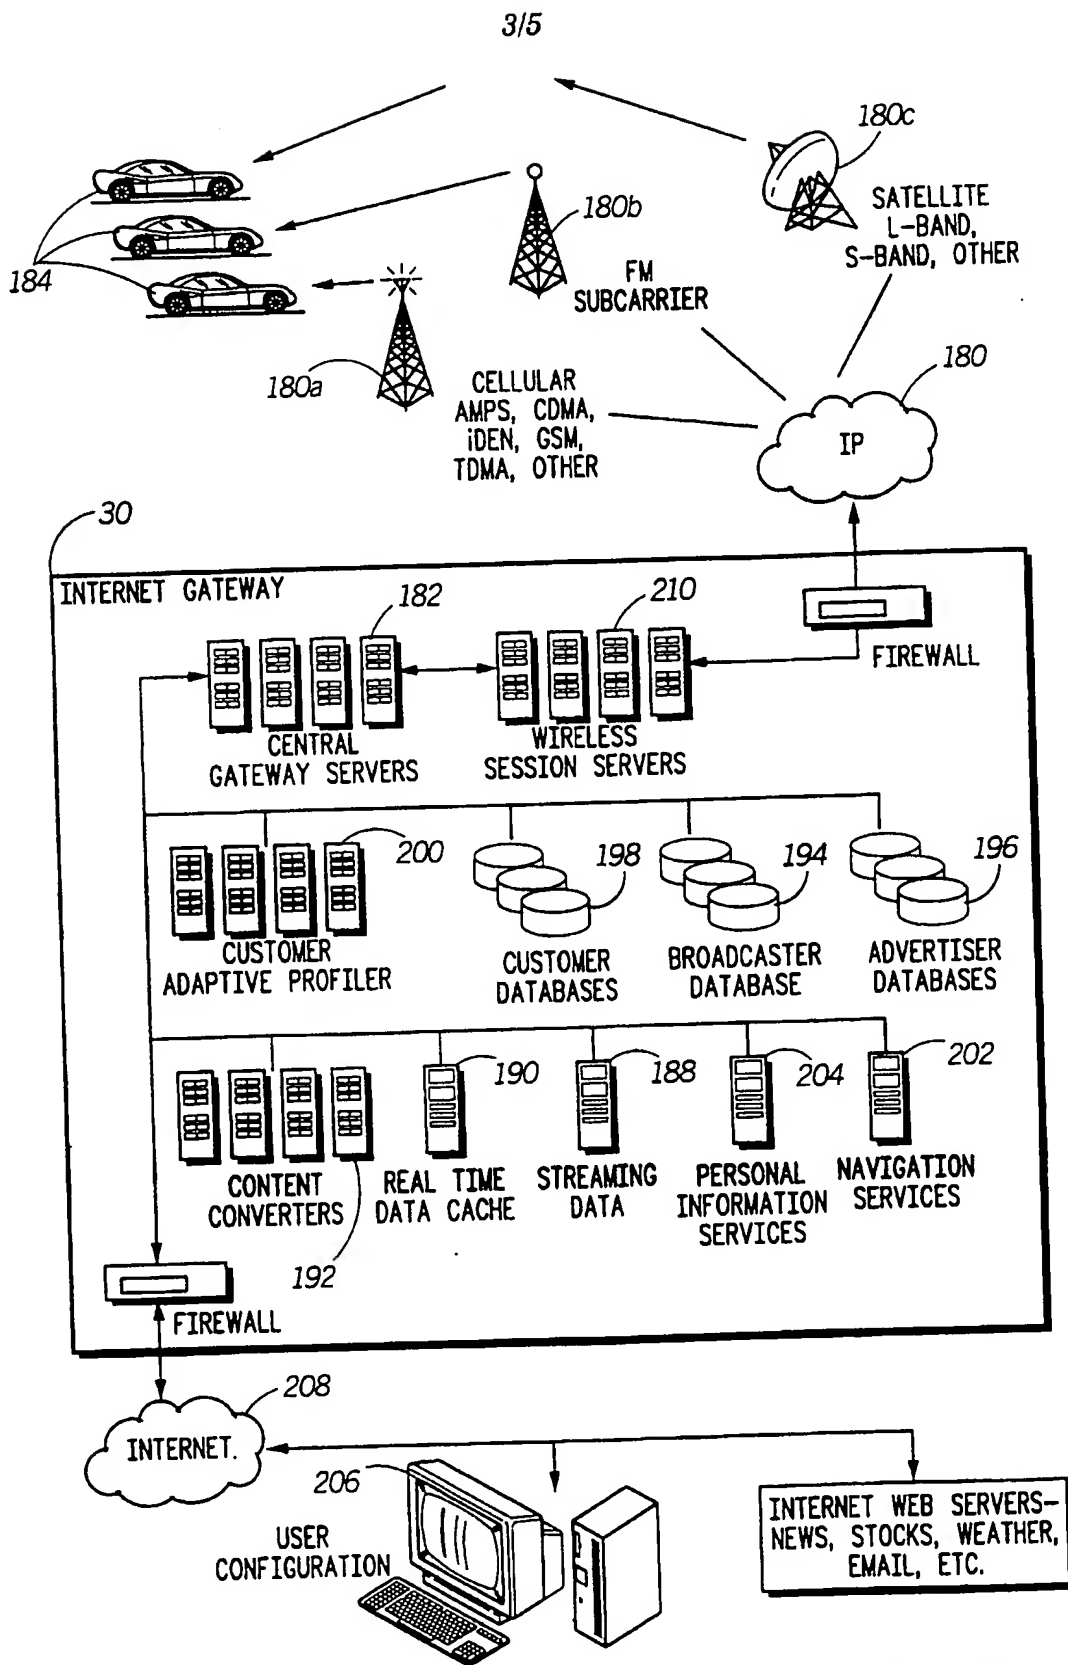 3/5
180c
SATELLITE
L-BAND,
S-BAND, OTHER
180b
FM
SUBCARRIER
184
180a
CELLULAR
AMPS, CDMA,
iDEN, GSM,
TDMA, OTHER
180
IP
30
INTERNET GATEWAY
182
210
FIREWALL
CENTRAL
GATEWAY SERVERS
WIRELESS
SESSION SERVERS
200
198
194
196
CUSTOMER
ADAPTIVE PROFILER
CUSTOMER
DATABASES
BROADCASTER
DATABASE
ADVERTISER
DATABASES
190
188
204
202
CONTENT
CONVERTERS
REAL TIME
DATA CACHE
STREAMING
DATA
PERSONAL
INFORMATION
SERVICES
NAVIGATION
SERVICES
192
FIREWALL
208
INTERNET.
206
USER
CONFIGURATION
INTERNET WEB SERVERS-
NEWS, STOCKS, WEATHER,
EMAIL, ETC.